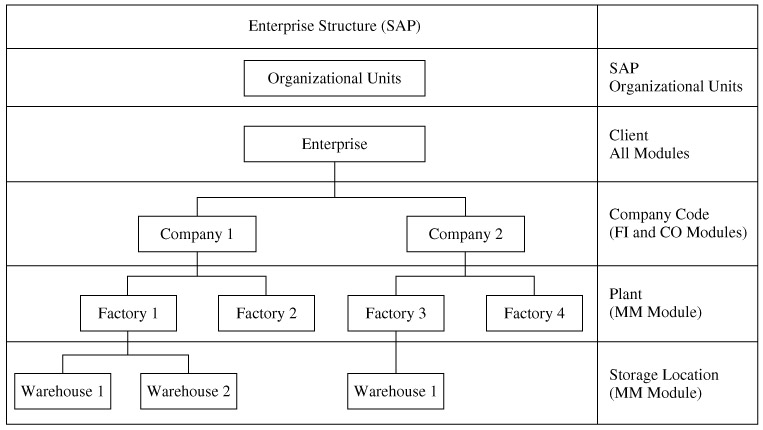 Enterprise Structure (SAP)
Organizational Units
SAP
Organizational Units
Enterprise
Client
All Modules
Company 1
Company 2
Company Code
(FI and CO Modules)
Factory 1
Factory 2
Factory 3
Factory 4
Plant
(MM Module)
Warehouse 1
Warehouse 2
Warehouse 1
Storage Location
(MM Module)